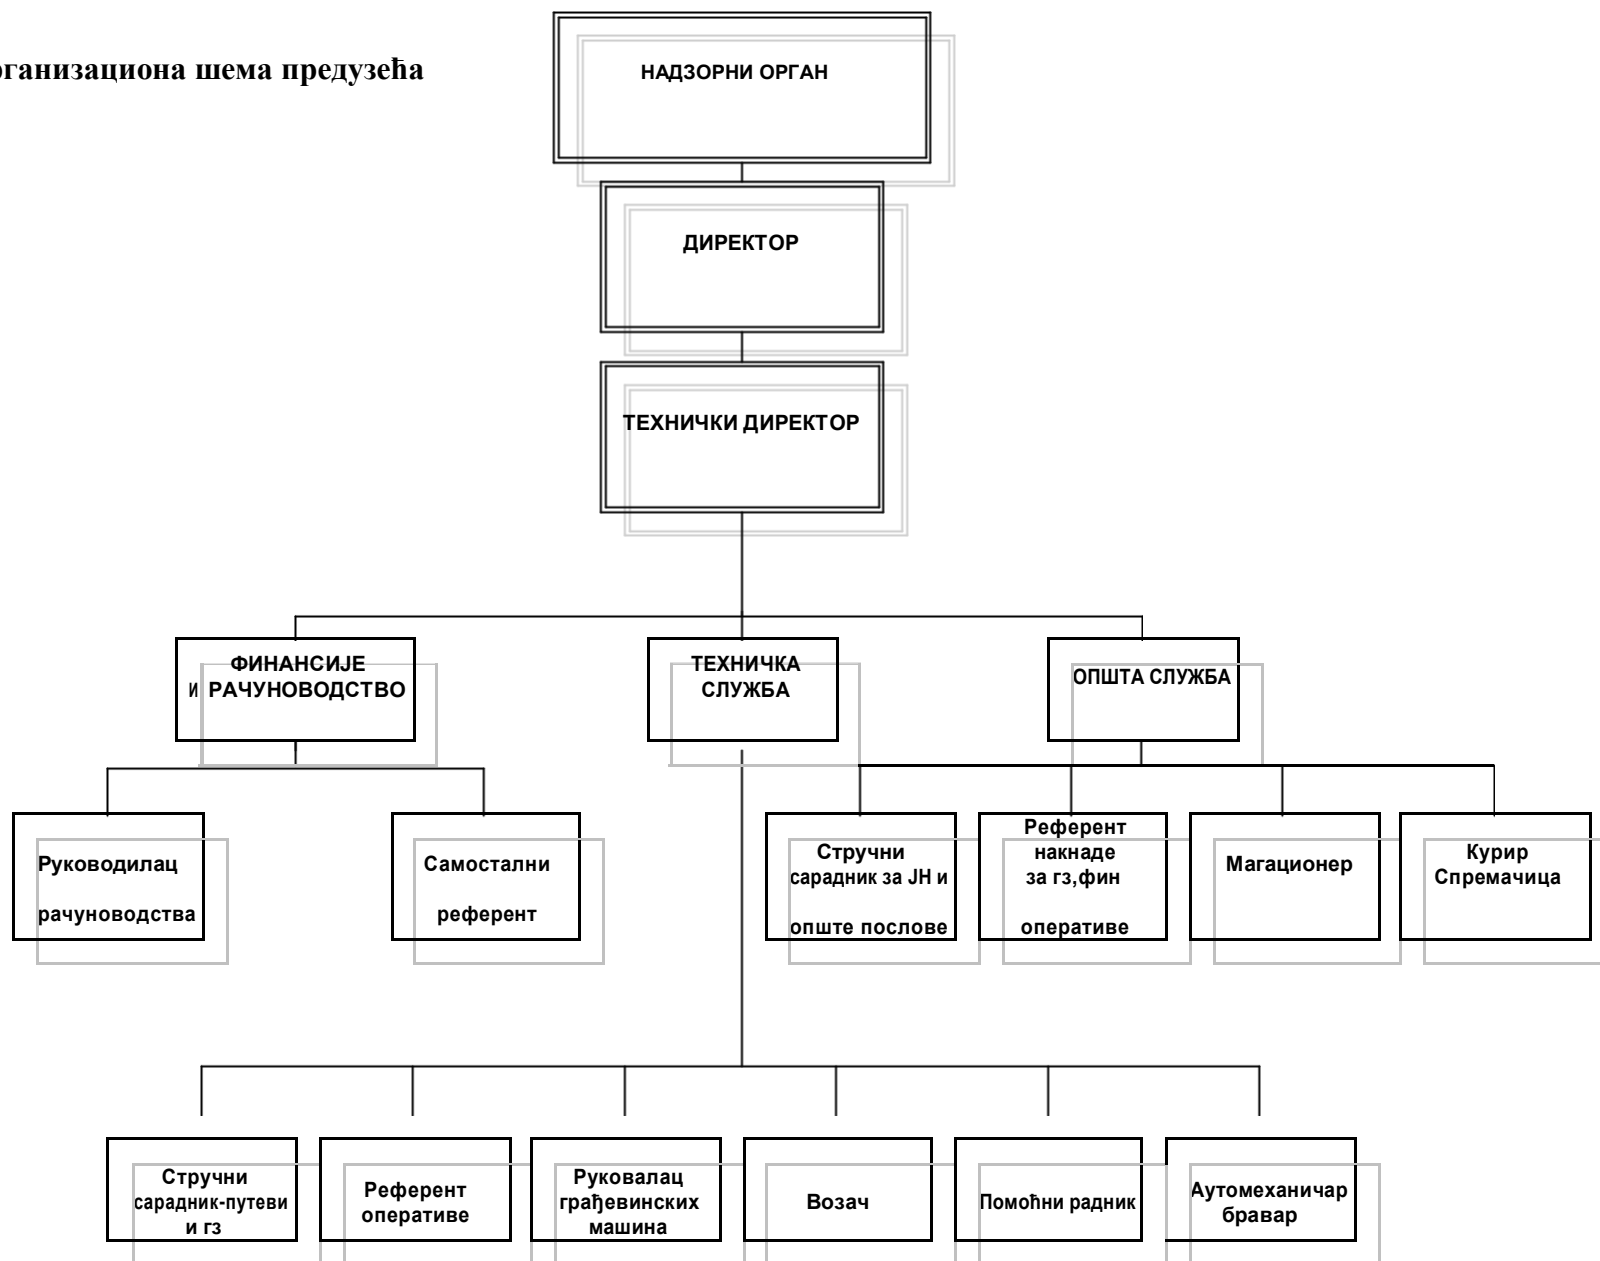 рганизациона шема предузећа
НАДЗОРНИ ОРГАН
ДИРЕКТОР
ТЕХНИЧКИ ДИРЕКТОР
ФИНАНСИЈЕ
И РАЧУНОВОДСТВО
ТЕХНИЧКА
СЛУЖБА
ОПШТА СЛУЖБА
Руководилац
рачуноводства
Самостални
референт
Стручни
сарадник за ЈН и
опште послове
Референт
накнаде
за гз,фин
оперативе
Магационер
Курир
Спремачица
Стручни
сарадник-путеви
и гз
Референт
оперативе
Руковалац
грађевинских
машина
Возач
Помоћни радник
Аутомеханичар
бравар